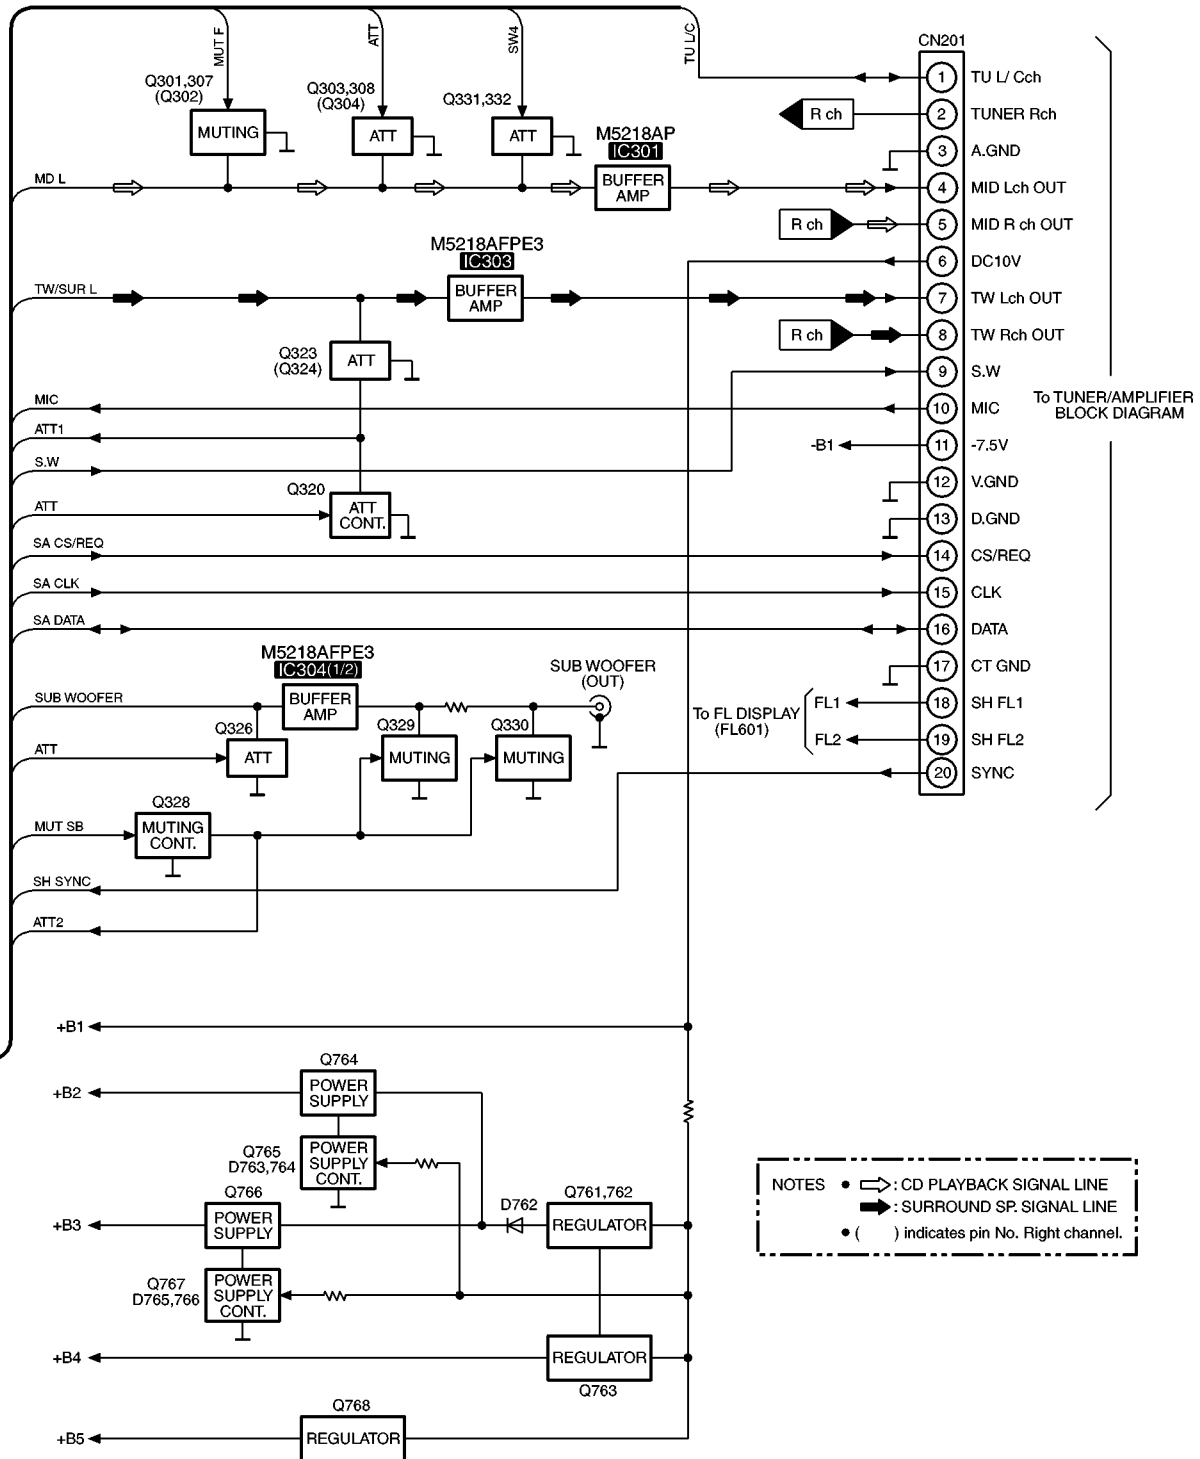 MUT F
ATT
SW4
TU L/C
CN201
Q301,307
(Q302)
Q303,308
(Q304)
Q331,332
MUTING
ATT
ATT
M5218AP
IC301
BUFFER
AMP
MD L
1 TU L/ Cch
R ch
2 TUNER Rch
3 A.GND
4 MID Lch OUT
R ch
5 MID R ch OUT
6 DC10V
M5218AFPE3
IC303
BUFFER
AMP
TW/SUR L
7 TW Lch OUT
R ch
8 TW Rch OUT
Q323
(Q324)
ATT
9 S.W
MIC
10 MIC
To TUNER/AMPLIFIER
BLOCK DIAGRAM
ATT1
-B1
11 -7.5V
S.W
12 V.GND
Q320
ATT
CONT.
ATT
13 D.GND
SA CS/REQ
14 CS/REQ
SA CLK
15 CLK
SA DATA
16 DATA
M5218AFPE3
IC304(1/2)
BUFFER
AMP
SUB WOOFER
(OUT)
17 CT GND
SUB WOOFER
Q326
Q329
Q330
To FL DISPLAY
(FL601)
FL1
18 SH FL1
FL2
19 SH FL2
ATT
ATT
MUTING
MUTING
20 SYNC
Q328
MUT SB
MUTING
CONT.
SH SYNC
ATT2
+B1
Q764
+B2
POWER
SUPPLY
Q765
D763,764
POWER
SUPPLY
CONT.
Q766
D762
Q761,762
+B3
POWER
SUPPLY
REGULATOR
Q767
D765,766
POWER
SUPPLY
CONT.
+B4
REGULATOR
Q763
Q768
+B5
REGULATOR
NOTES • : CD PLAYBACK SIGNAL LINE
: SURROUND SP. SIGNAL LINE
• ( ) indicates pin No. Right channel.